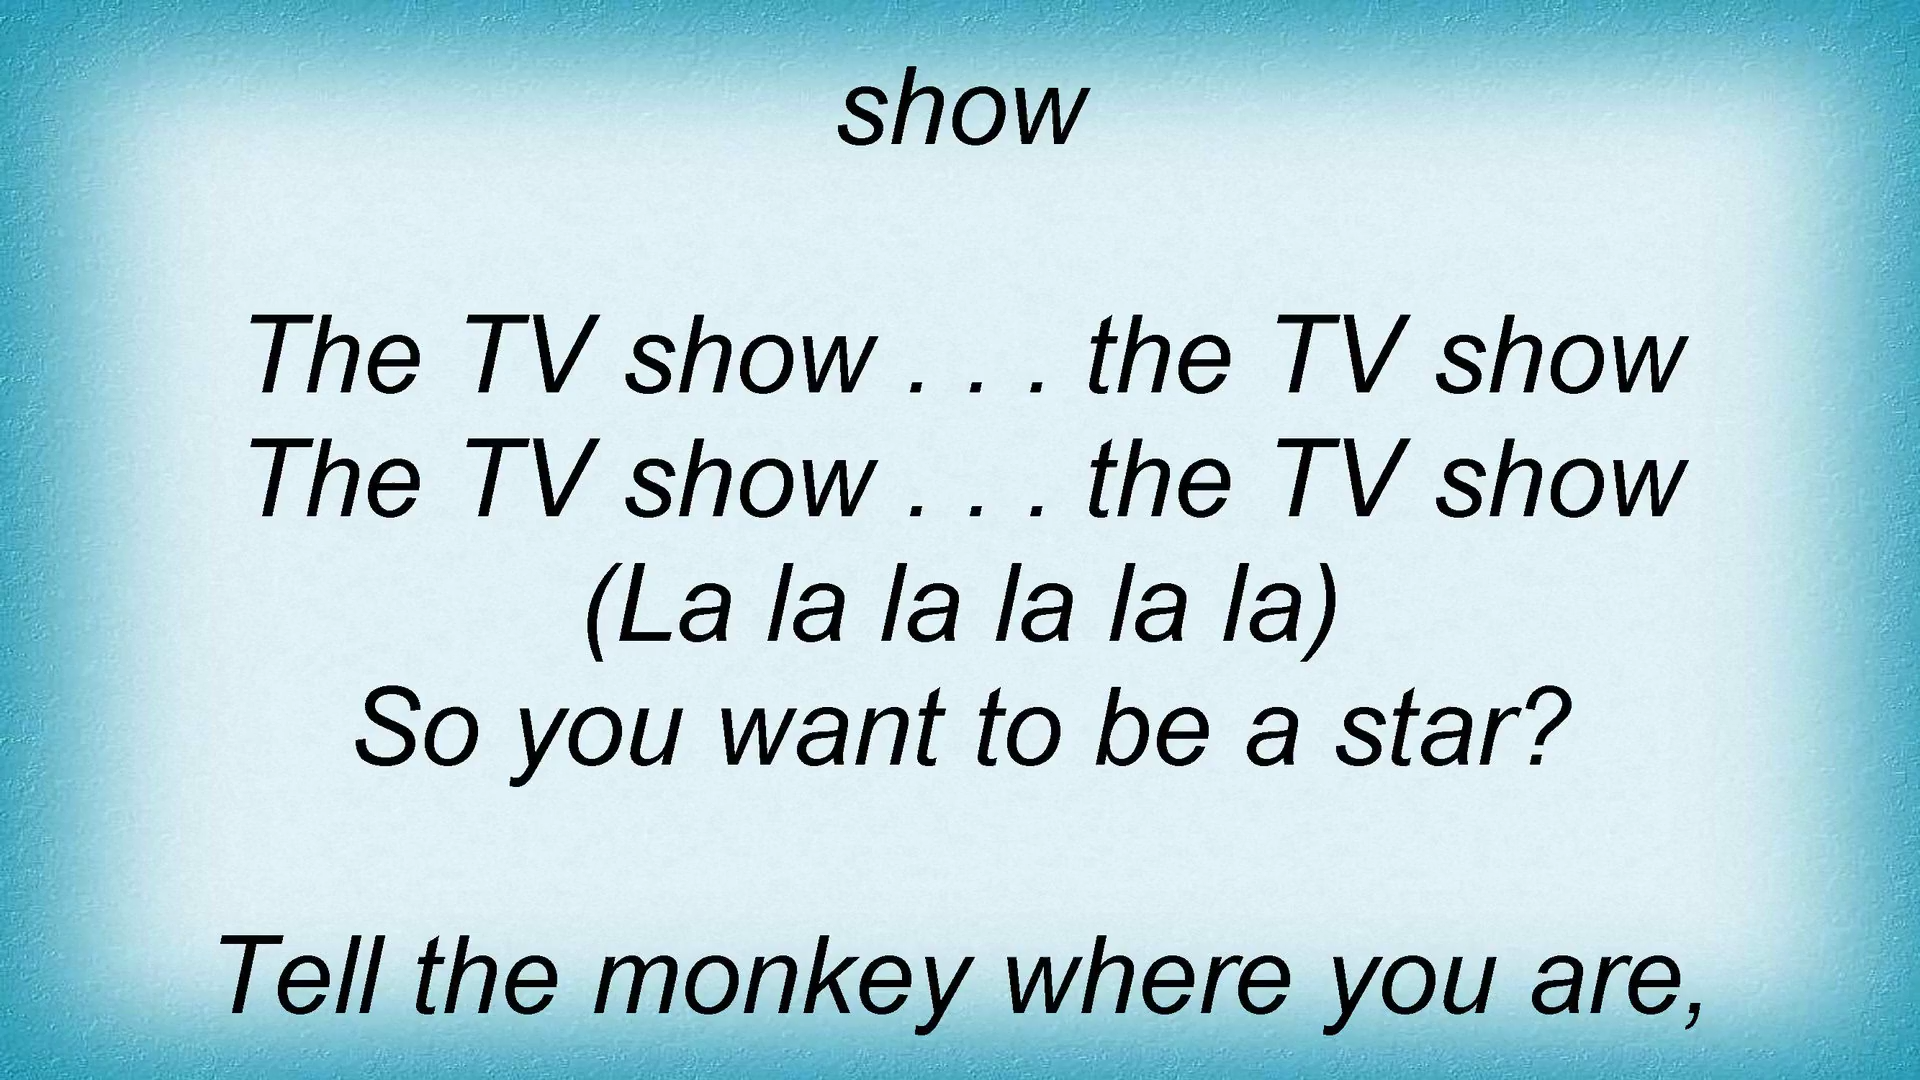 show
The TV show . . . the TV show
The TV show . . . the TV show
(La la la la la la)
So you want to be a star?
Tell the monkey where you are,